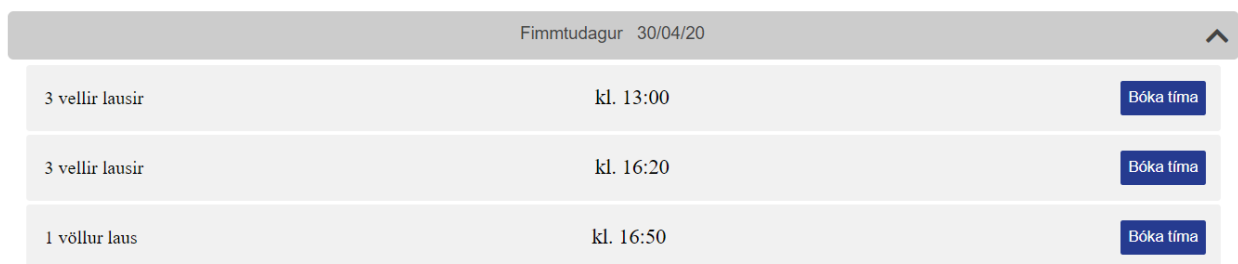 Fimmtudagur 30/04/20
3 vellir lausir kl. 13:00 Bóka tíma
3 vellir lausir kl. 16:20 Bóka tíma
1 völlur laus kl. 16:50 Bóka tíma